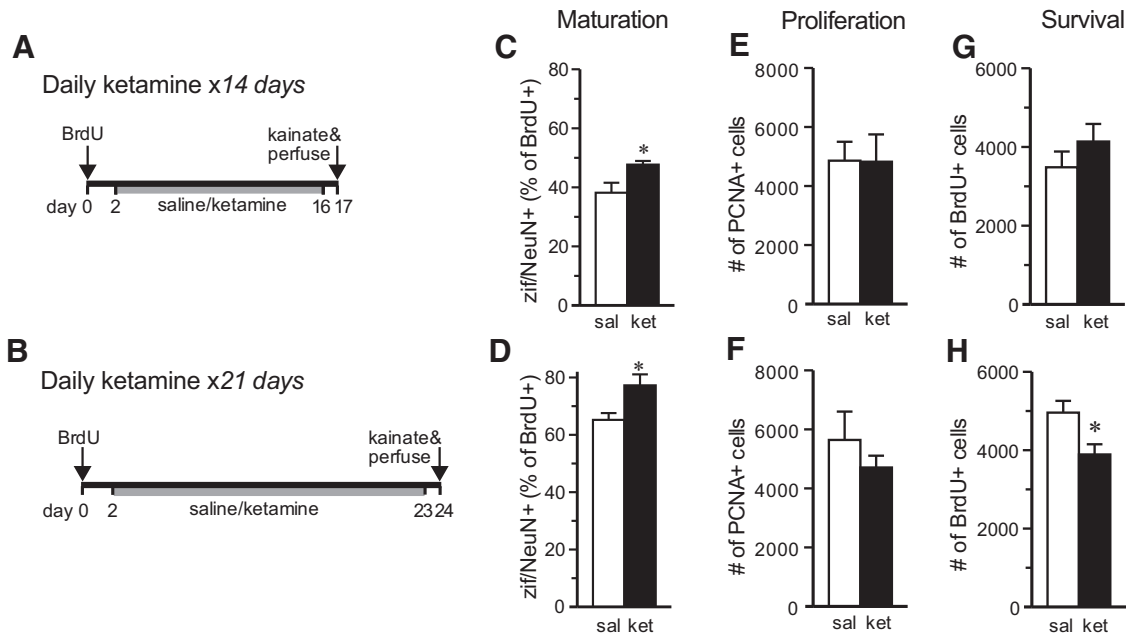 Maturation
Proliferation
Survival
A
Daily ketamine x14 days
BrdU
kainate&
perfuse
day 0 2 saline/ketamine 16 17
B
Daily ketamine x21 days
BrdU
kainate&
perfuse
day 0 2 saline/ketamine 23 24
C
zif/NeuN+ (% of BrdU+)
80
60
40
20
0
*
sal ket
E
# of PCNA+ cells
8000
6000
4000
2000
0
sal ket
G
# of BrdU+ cells
6000
4000
2000
0
sal ket
D
zif/NeuN+ (% of BrdU+)
80
60
40
20
0
*
sal ket
F
# of PCNA+ cells
8000
6000
4000
2000
0
sal ket
H
# of BrdU+ cells
6000
4000
2000
0
*
sal ket